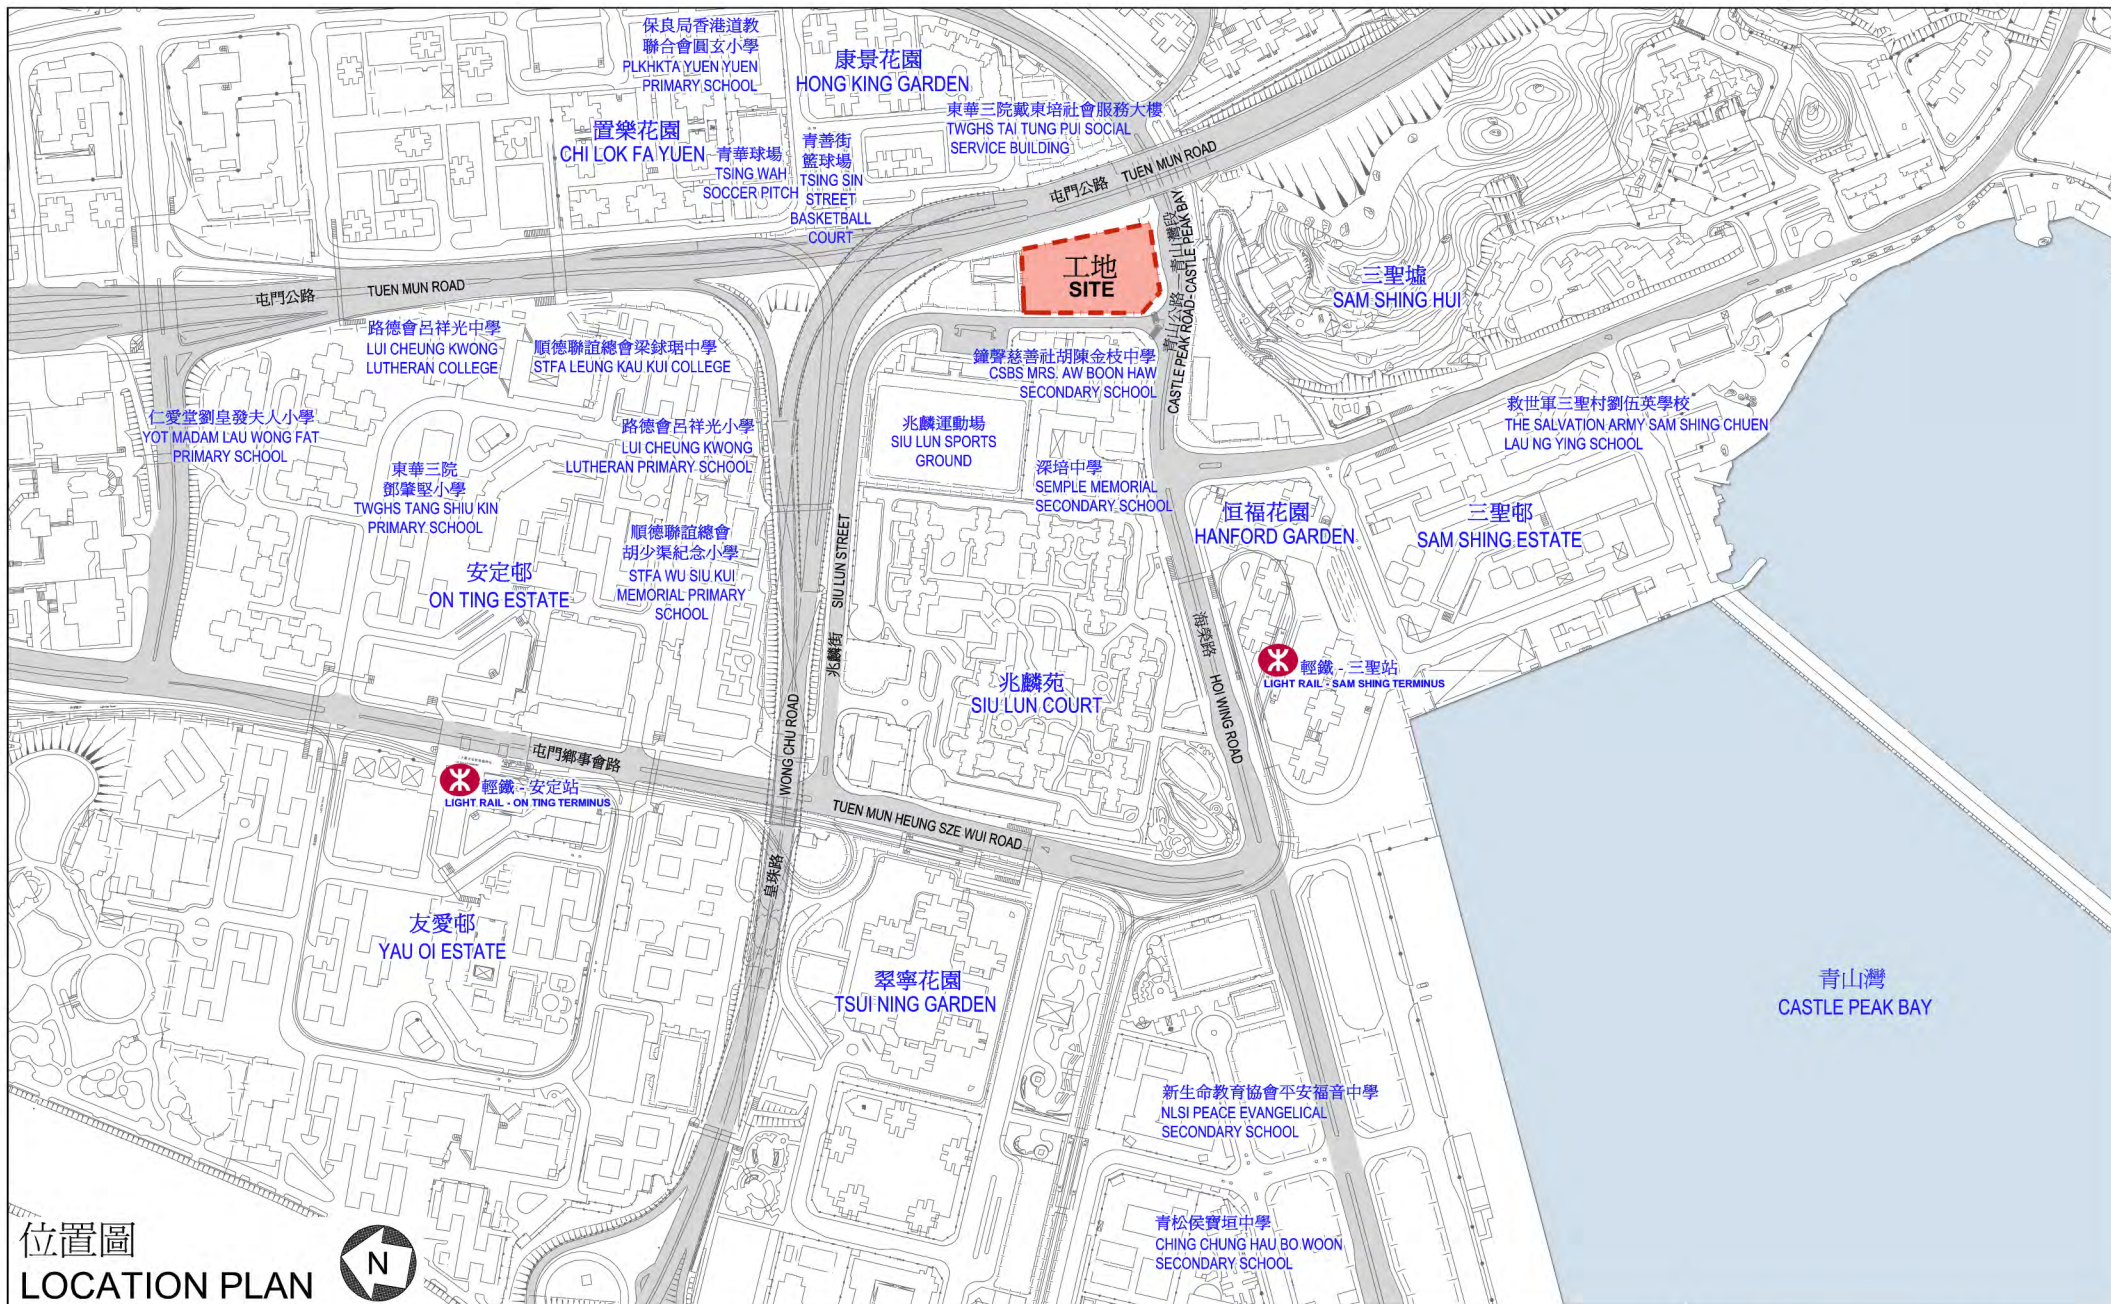 保良局香港道教
聯合會圓玄小學
PLKHKTA YUEN YUEN
PRIMARY SCHOOL
康景花園
HONG KING GARDEN
置樂花園
CHI LOK FA YUEN
青華球場
TSING WAH
SOCCER PITCH
青善街
籃球場
TSING SIN
STREET
BASKETBALL
COURT
東華三院戴東培社會服務大樓
TWGHS TAI TUNG PUI SOCIAL
SERVICE BUILDING
屯門公路 TUEN MUN ROAD
屯門公路 TUEN MUN ROAD
工地
SITE
青山公路－青山灣段
CASTLE PEAK ROAD- CASTLE PEAK BAY
三聖墟
SAM SHING HUI
路德會呂祥光中學
LUI CHEUNG KWONG
LUTHERAN COLLEGE
順德聯誼總會梁銶琚中學
STFA LEUNG KAU KUI COLLEGE
鐘聲慈善社胡陳金枝中學
CSBS MRS. AW BOON HAW
SECONDARY SCHOOL
仁愛堂劉皇發夫人小學
YOT MADAM LAU WONG FAT
PRIMARY SCHOOL
路德會呂祥光小學
LUI CHEUNG KWONG
LUTHERAN PRIMARY SCHOOL
兆麟運動場
SIU LUN SPORTS
GROUND
救世軍三聖村劉伍英學校
THE SALVATION ARMY SAM SHING CHUEN
LAU NG YING SCHOOL
東華三院
鄧肇堅小學
TWGHS TANG SHIU KIN
PRIMARY SCHOOL
深培中學
SEMPLE MEMORIAL
SECONDARY SCHOOL
恒福花園
HANFORD GARDEN
三聖邨
SAM SHING ESTATE
順德聯誼總會
胡少渠紀念小學
STFA WU SIU KUI
MEMORIAL PRIMARY
SCHOOL
安定邨
ON TING ESTATE
兆麟街 SIU LUN STREET
兆麟苑
SIU LUN COURT
海榮路 HOI WING ROAD
輕鐵 - 三聖站
LIGHT RAIL - SAM SHING TERMINUS
皇珠路 WONG CHU ROAD
屯門鄉事會路
TUEN MUN HEUNG SZE WUI ROAD
輕鐵 - 安定站
LIGHT RAIL - ON TING TERMINUS
友愛邨
YAU OI ESTATE
翠寧花園
TSUI NING GARDEN
青山灣
CASTLE PEAK BAY
新生命教育協會平安福音中學
NLSI PEACE EVANGELICAL
SECONDARY SCHOOL
青松侯寶垣中學
CHING CHUNG HAU BO WOON
SECONDARY SCHOOL
位置圖
LOCATION PLAN
N